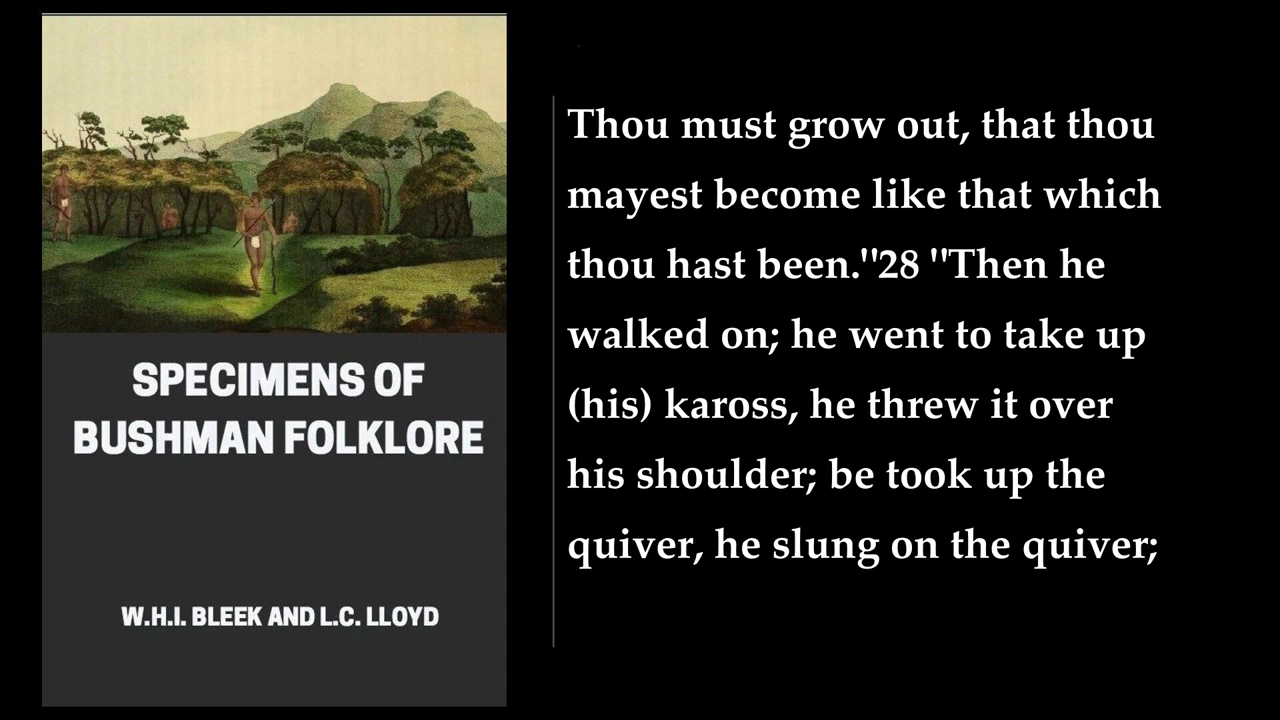 SPECIMENS OF
BUSHMAN FOLKLORE
W.H.I. BLEEK AND L.C. LLOYD
Thou must grow out, that thou
mayest become like that which
thou hast been."28 "Then he
walked on; he went to take up
(his) kaross, he threw it over
his shoulder; be took up the
quiver, he slung on the quiver;